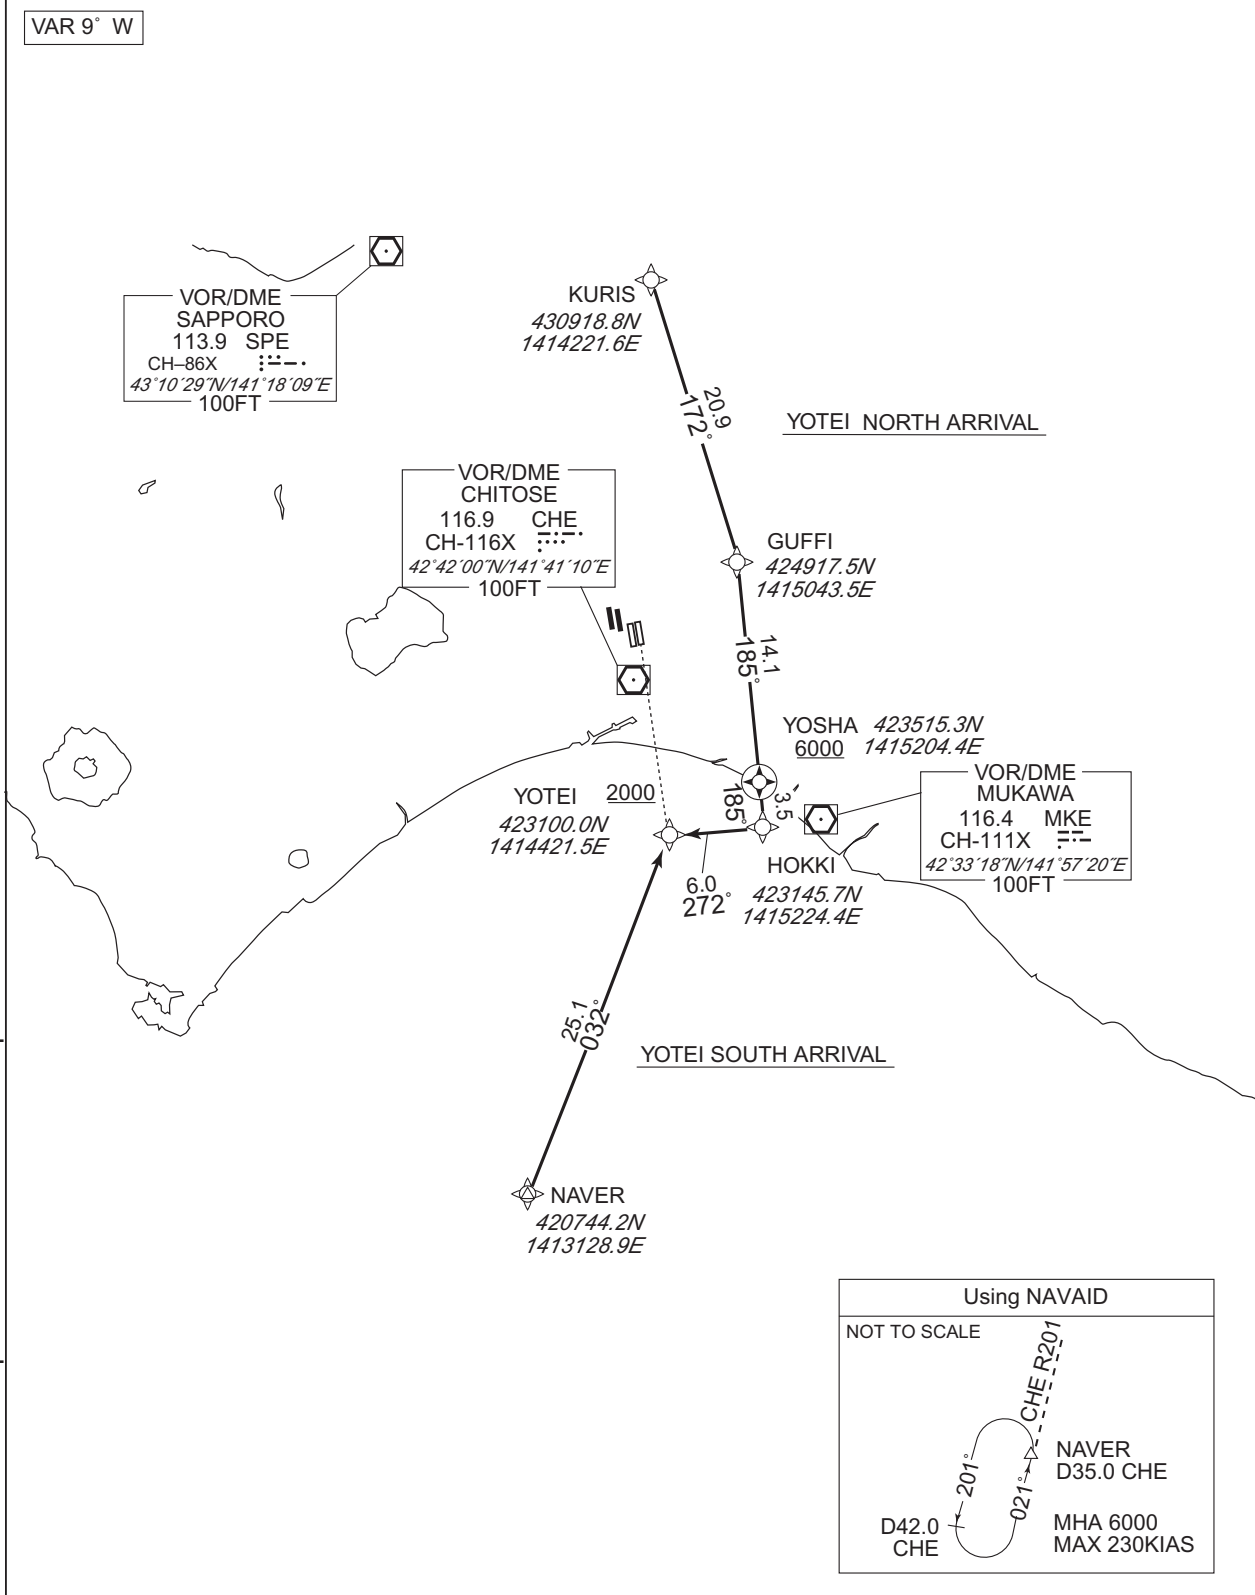 VAR 9° W
VOR/DME
SAPPORO
113.9 SPE
CH–86X
43°10´29˝N/141°18´09˝E
100FT
KURIS
430918.8N
1414221.6E
20.9
172°
YOTEI NORTH ARRIVAL
VOR/DME
CHITOSE
116.9 CHE
CH-116X
42°42´00˝N/141°41´10˝E
100FT
GUFFI
424917.5N
1415043.5E
14.1
185°
YOSHA 423515.3N
6000 1415204.4E
VOR/DME
MUKAWA
116.4 MKE
CH-111X
42°33´18˝N/141°57´20˝E
100FT
YOTEI 2000
423100.0N
1414421.5E
3.5
185°
HOKKI
423145.7N
1415224.4E
6.0
272°
25.1
032°
YOTEI SOUTH ARRIVAL
NAVER
420744.2N
1413128.9E
Using NAVAID
NOT TO SCALE
CHE R201
NAVER
D35.0 CHE
201°
021°
D42.0
CHE
MHA 6000
MAX 230KIAS